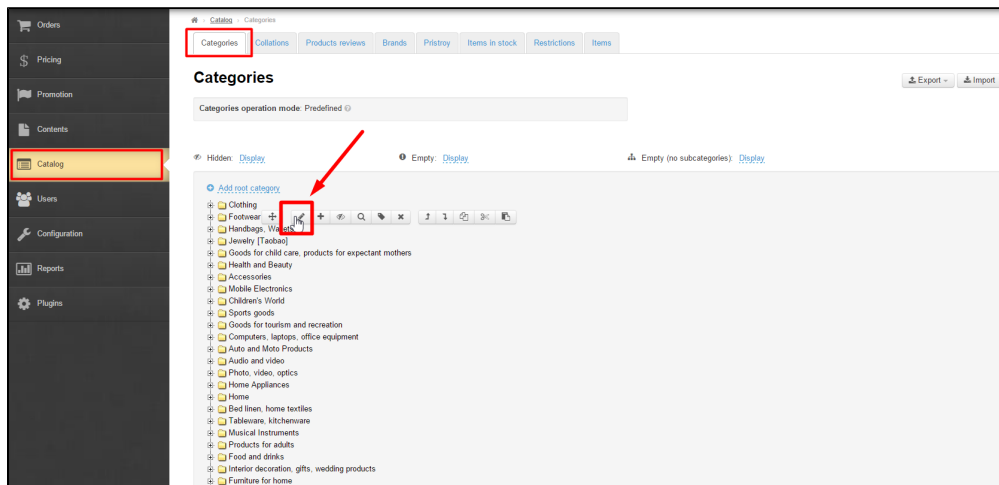 Orders
Pricing
Promotion
Contents
Catalog
Users
Configuration
Reports
Plugins
Catalog Categories
Categories Collations Products reviews Brands Pristroy Items in stock Restrictions Items
Categories
Export Import
Categories operation mode: Predefined
Hidden: Display Empty: Display Empty (no subcategories): Display
Add root category
Clothing
Footwear
Handbags, Wallets
Jewelry [Taobao]
Goods for child care, products for expectant mothers
Health and Beauty
Accessories
Mobile Electronics
Children's World
Sports goods
Goods for tourism and recreation
Computers, laptops, office equipment
Auto and Moto Products
Audio and video
Photo, video, optics
Home Appliances
Home
Bed linen, home textiles
Tableware, kitchenware
Musical Instruments
Products for adults
Food and drinks
Interior decoration, gifts, wedding products
Furniture for home